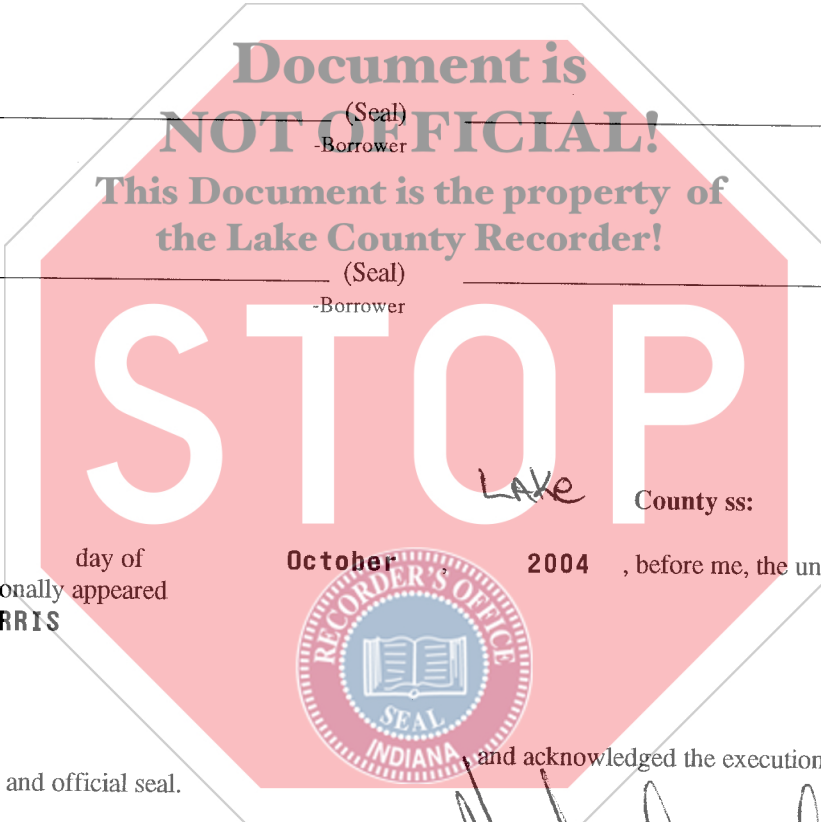 Document is
(Seal)
NOT OFFICIAL!
-Borrower
This Document is the property of
the Lake County Recorder!
(Seal)
-Borrower
STOP
LAKe County ss:
day of October , 2004 , before me, the un
onally appeared
RRIS
RECORDER'S OFFICE
SEAL
INDIANA
, and acknowledged the execution
and official seal.